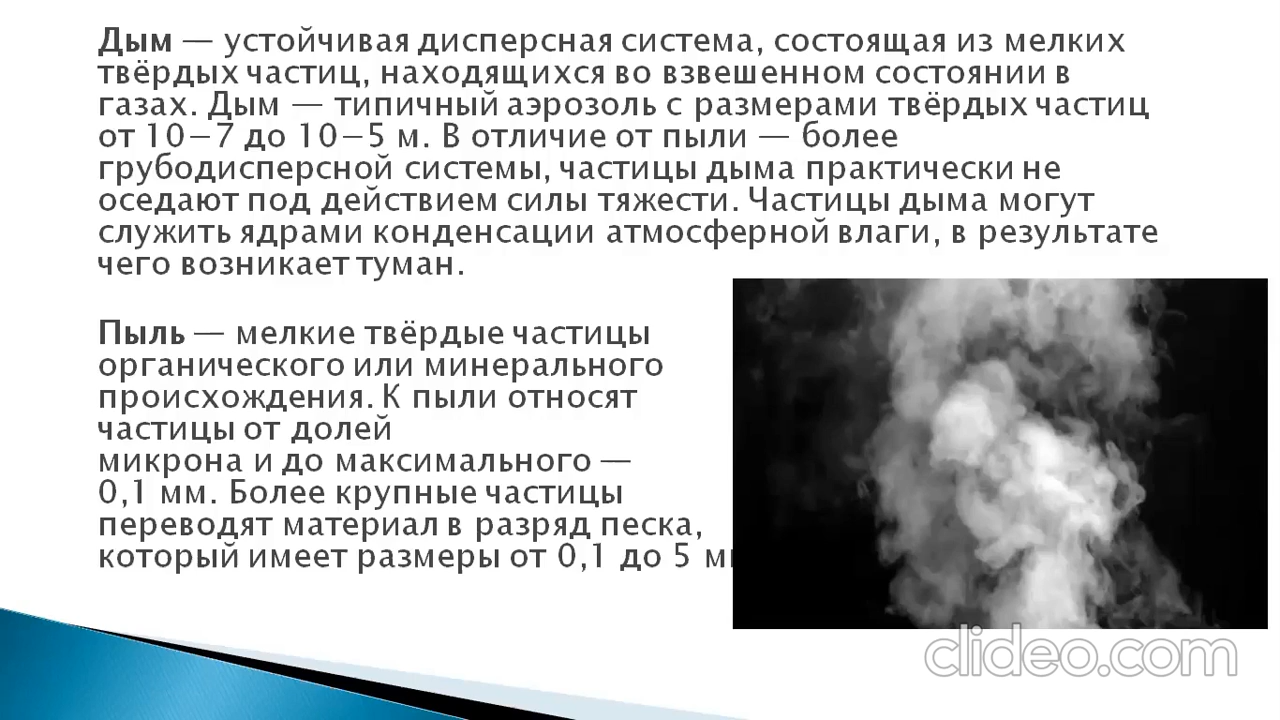 Дым — устойчивая дисперсная система, состоящая из мелких
твёрдых частиц, находящихся во взвешенном состоянии в
газах. Дым — типичный аэрозоль с размерами твёрдых частиц
от 10−7 до 10−5 м. В отличие от пыли — более
грубодисперсной системы, частицы дыма практически не
оседают под действием силы тяжести. Частицы дыма могут
служить ядрами конденсации атмосферной влаги, в результате
чего возникает туман.
Пыль — мелкие твёрдые частицы
органического или минерального
происхождения. К пыли относят
частицы от долей
микрона и до максимального —
0,1 мм. Более крупные частицы
переводят материал в разряд песка,
который имеет размеры от 0,1 до 5
clideo.com